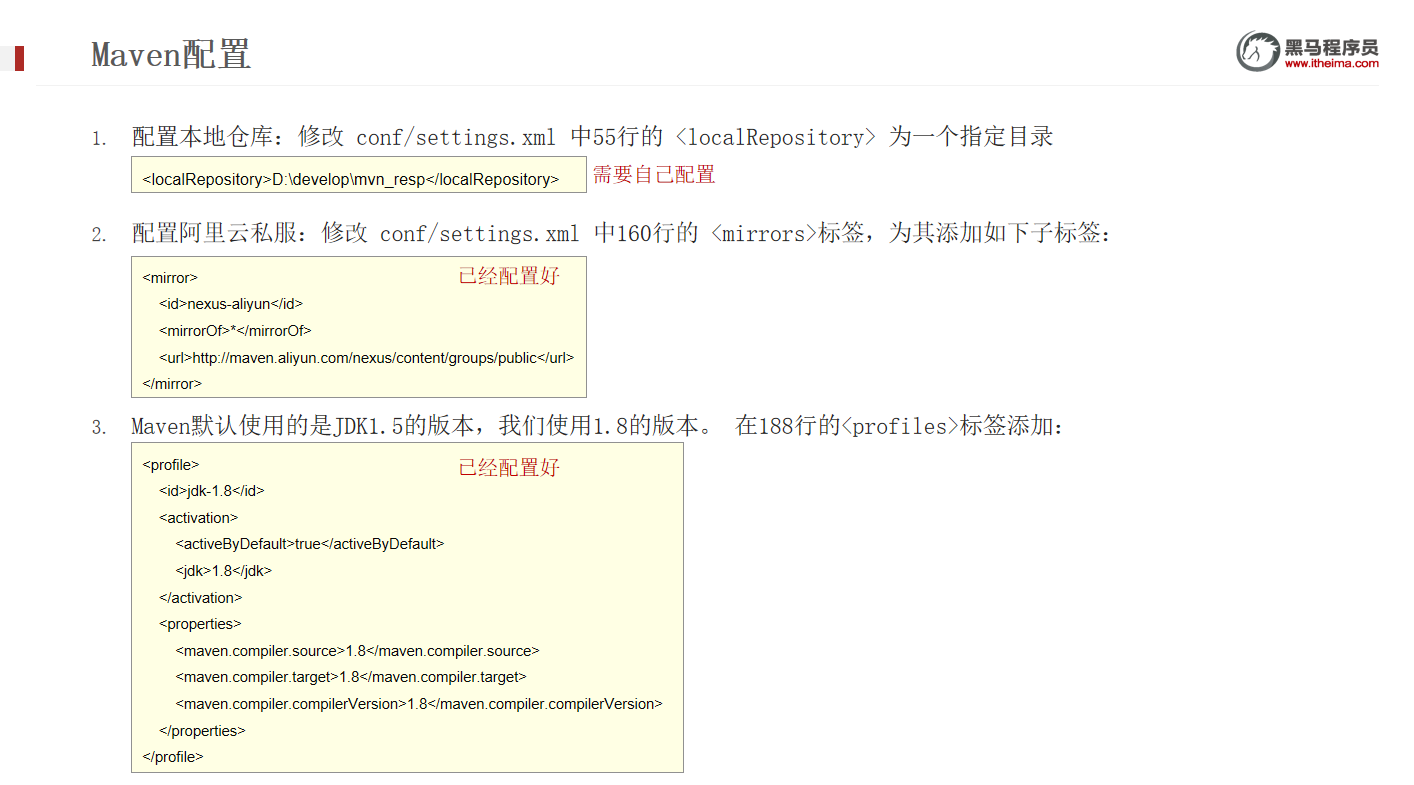 Maven配置
黑马程序员
www.itheima.com
1. 配置本地仓库：修改 conf/settings.xml 中55行的 <localRepository> 为一个指定目录
<localRepository>D:\develop\mvn_resp</localRepository> 需要自己配置
2. 配置阿里云私服：修改 conf/settings.xml 中160行的 <mirrors>标签，为其添加如下子标签：
<mirror> 已经配置好
<id>nexus-aliyun</id>
<mirrorOf>*</mirrorOf>
<url>http://maven.aliyun.com/nexus/content/groups/public</url>
</mirror>
3. Maven默认使用的是JDK1.5的版本，我们使用1.8的版本。 在188行的<profiles>标签添加：
<profile> 已经配置好
<id>jdk-1.8</id>
<activation>
<activeByDefault>true</activeByDefault>
<jdk>1.8</jdk>
</activation>
<properties>
<maven.compiler.source>1.8</maven.compiler.source>
<maven.compiler.target>1.8</maven.compiler.target>
<maven.compiler.compilerVersion>1.8</maven.compiler.compilerVersion>
</properties>
</profile>